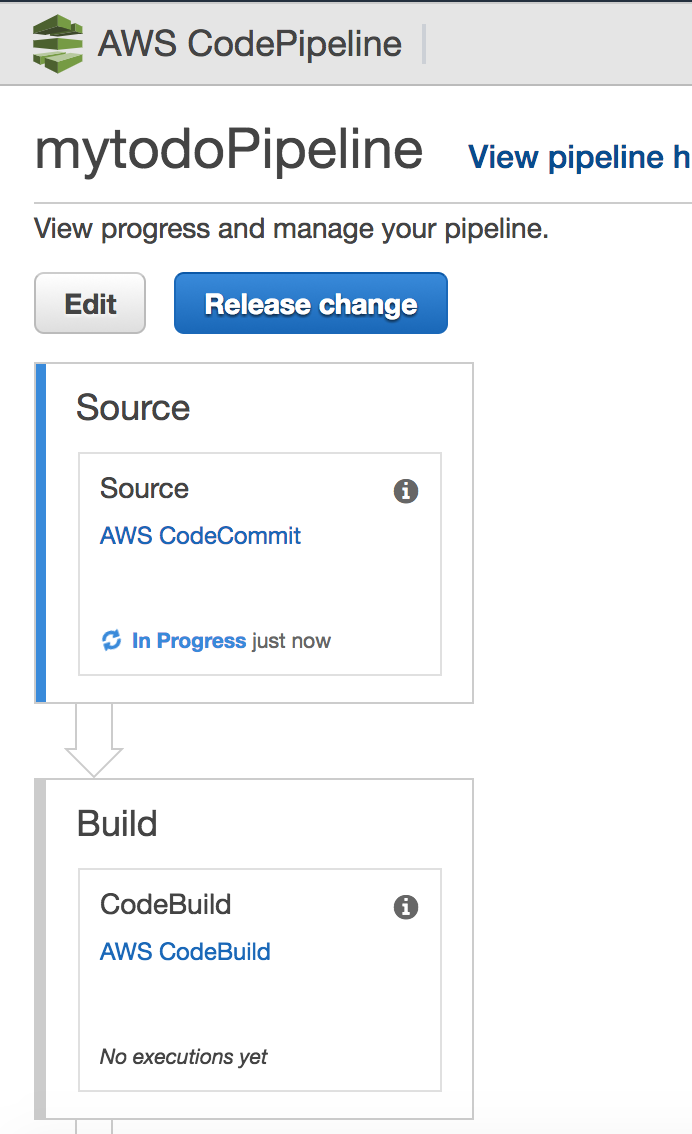 AWS CodePipeline
mytodoPipeline View pipeline h
View progress and manage your pipeline.
Edit Release change
Source
Source
AWS CodeCommit
In Progress just now
Build
CodeBuild
AWS CodeBuild
No executions yet